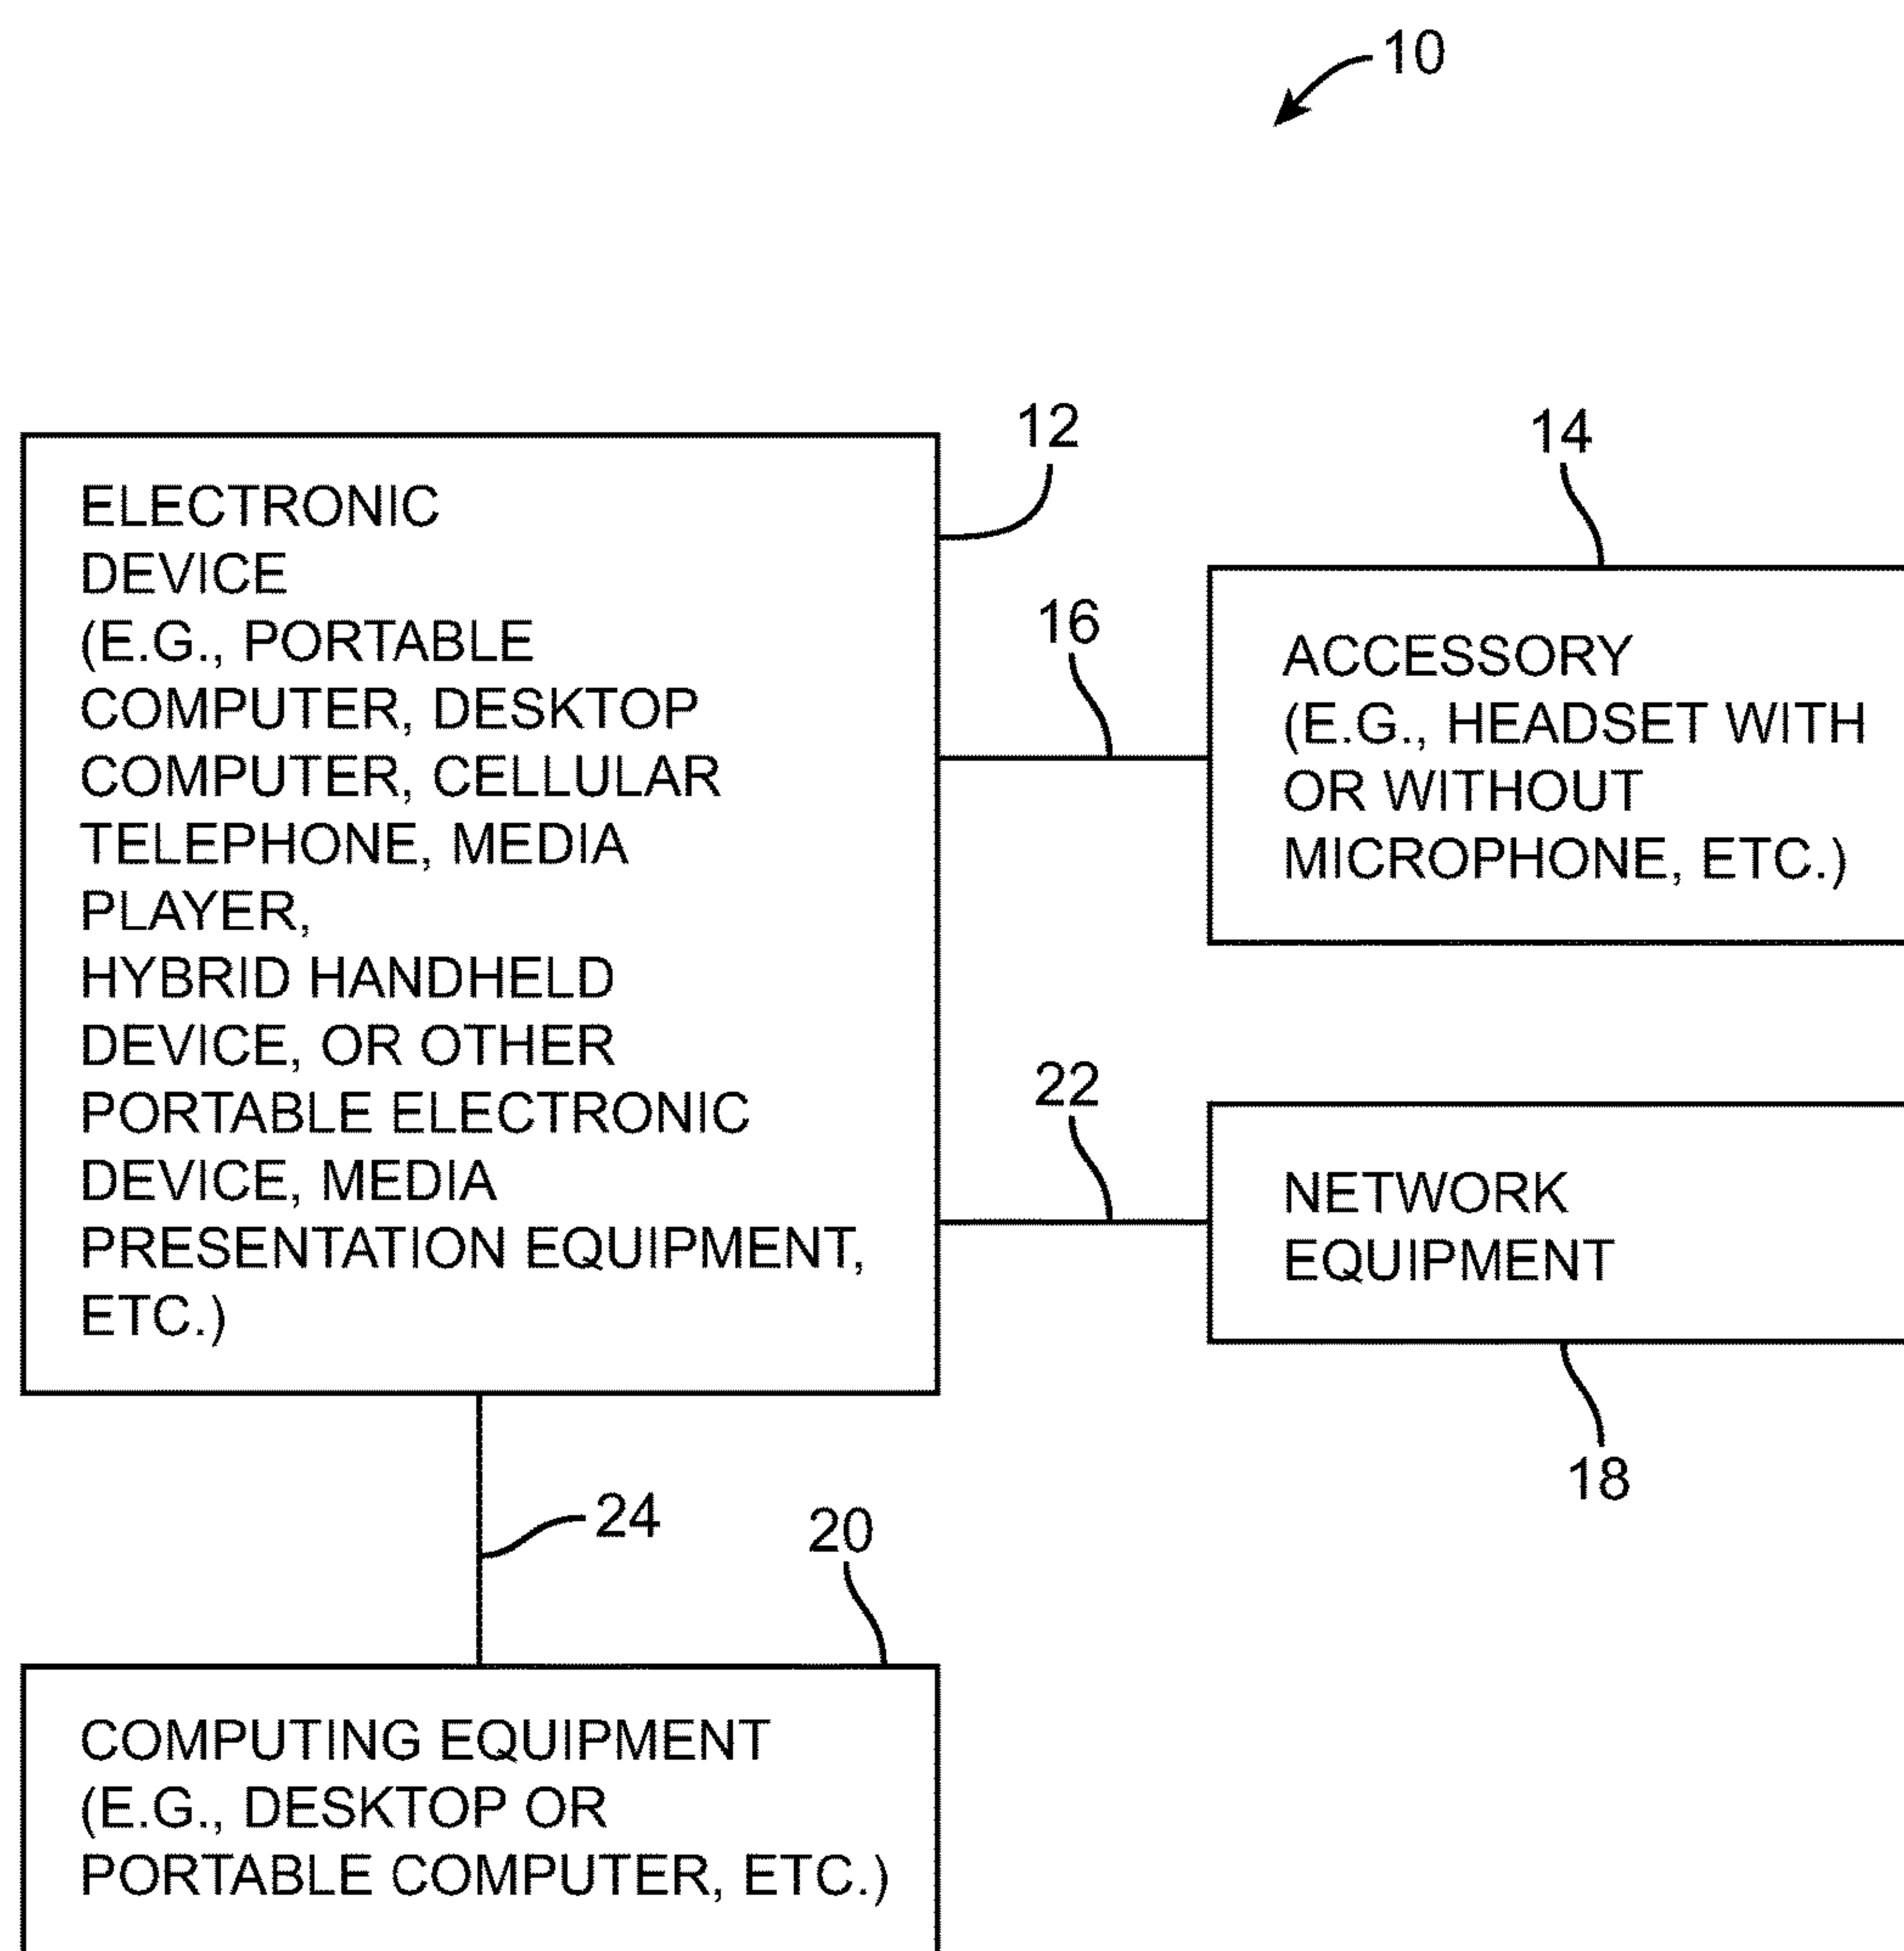 10
12
ELECTRONIC
DEVICE
(E.G., PORTABLE
COMPUTER, DESKTOP
COMPUTER, CELLULAR
TELEPHONE, MEDIA
PLAYER,
HYBRID HANDHELD
DEVICE, OR OTHER
PORTABLE ELECTRONIC
DEVICE, MEDIA
PRESENTATION EQUIPMENT,
ETC.)
14
16
ACCESSORY
(E.G., HEADSET WITH
OR WITHOUT
MICROPHONE, ETC.)
22
NETWORK
EQUIPMENT
18
24
20
COMPUTING EQUIPMENT
(E.G., DESKTOP OR
PORTABLE COMPUTER, ETC.)